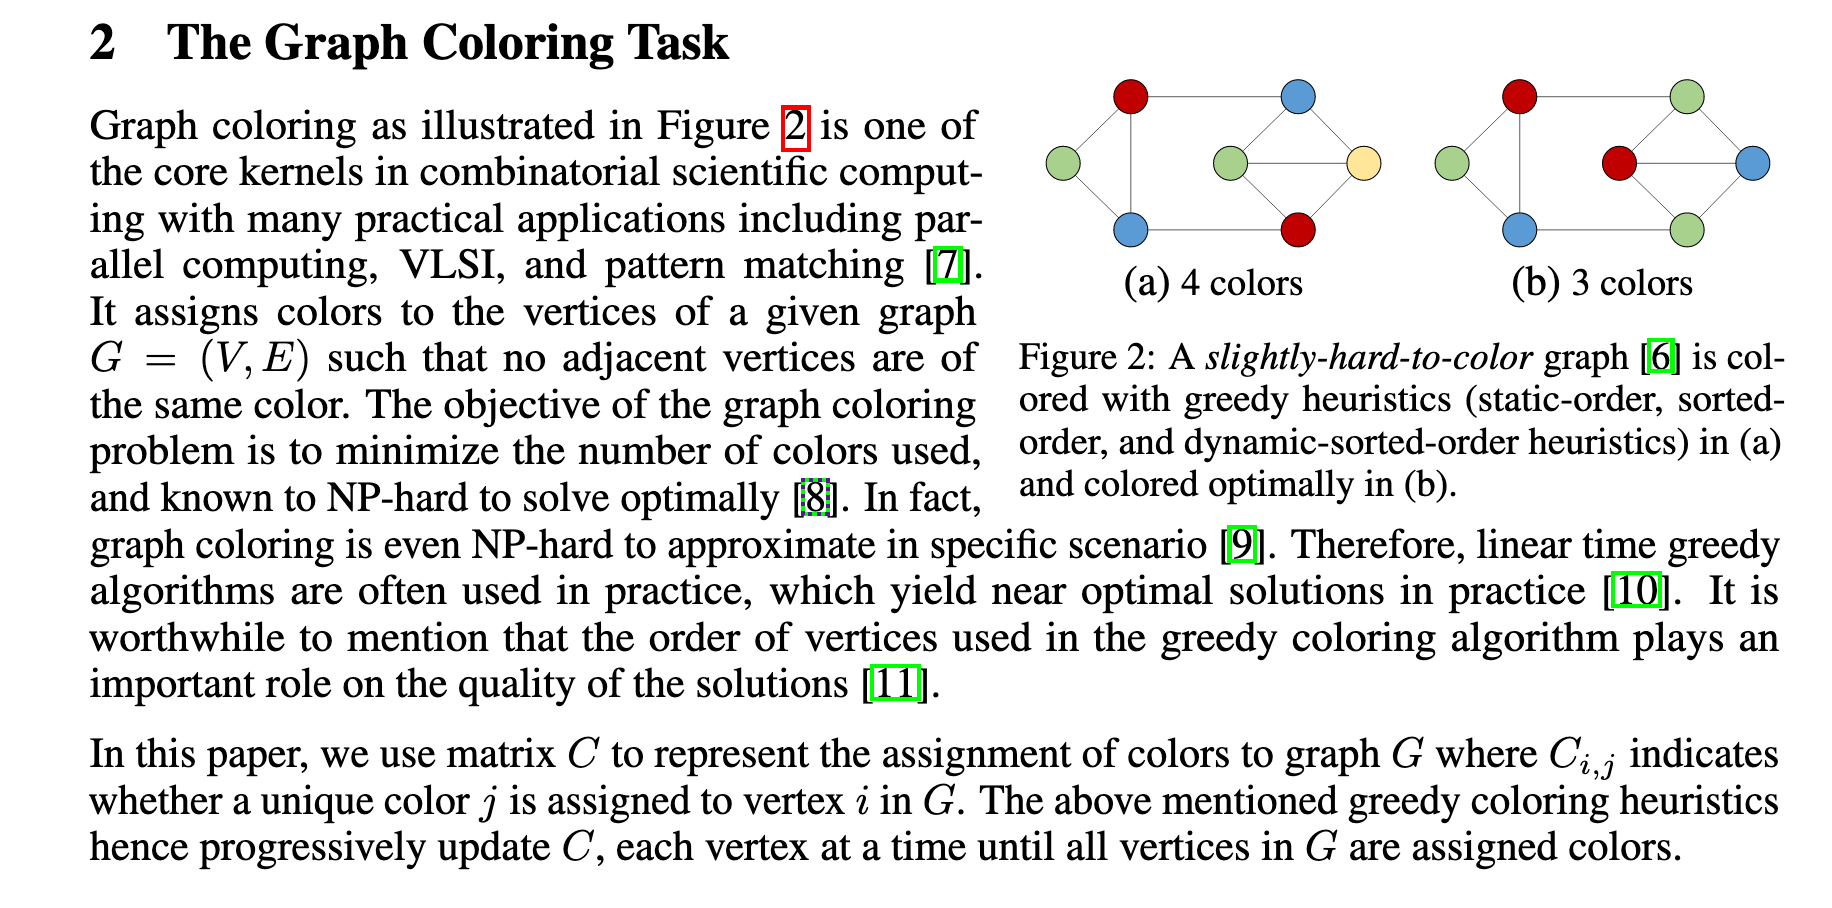 2 The Graph Coloring Task
Graph coloring as illustrated in Figure 2 is one of
the core kernels in combinatorial scientific comput-
ing with many practical applications including par-
allel computing, VLSI, and pattern matching [7].
It assigns colors to the vertices of a given graph
G = (V, E) such that no adjacent vertices are of
the same color. The objective of the graph coloring
problem is to minimize the number of colors used,
and known to NP-hard to solve optimally [8]. In fact,
(a) 4 colors
(b) 3 colors
Figure 2: A slightly-hard-to-color graph [6] is col-
ored with greedy heuristics (static-order, sorted-
order, and dynamic-sorted-order heuristics) in (a)
and colored optimally in (b).
graph coloring is even NP-hard to approximate in specific scenario [9]. Therefore, linear time greedy
algorithms are often used in practice, which yield near optimal solutions in practice [10]. It is
worthwhile to mention that the order of vertices used in the greedy coloring algorithm plays an
important role on the quality of the solutions [11].
In this paper, we use matrix C to represent the assignment of colors to graph G where C_{i,j} indicates
whether a unique color j is assigned to vertex i in G. The above mentioned greedy coloring heuristics
hence progressively update C, each vertex at a time until all vertices in G are assigned colors.